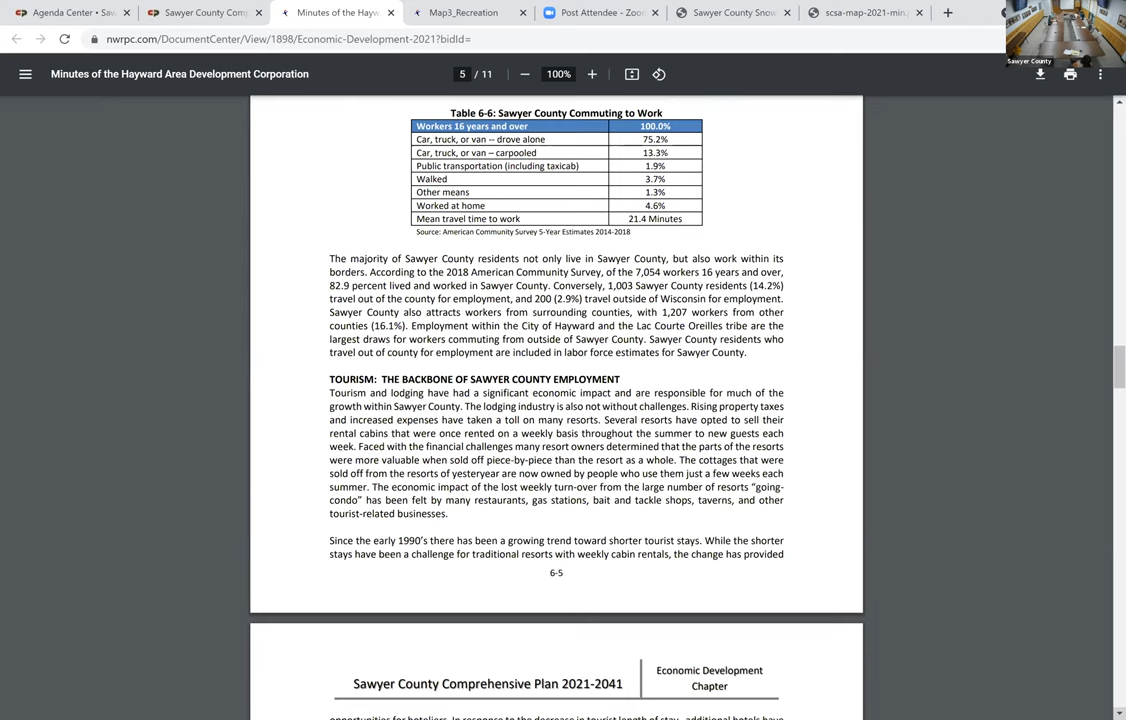 Agenda Center • Saw
Sawyer County Comp
Minutes of the Hayw
Map3_Recreation
Post Attendee - Zoom
Sawyer County Snow
scsa-map-2021-min.
nwrpc.com/DocumentCenter/View/1898/Economic-Development-2021?bidId=
Sawyer County
Minutes of the Hayward Area Development Corporation
5 / 11
100%
Table 6-6: Sawyer County Commuting to Work
Workers 16 years and over 100.0%
Car, truck, or van -- drove alone 75.2%
Car, truck, or van – carpooled 13.3%
Public transportation (including taxicab) 1.9%
Walked 3.7%
Other means 1.3%
Worked at home 4.6%
Mean travel time to work 21.4 Minutes
Source: American Community Survey 5-Year Estimates 2014-2018
The majority of Sawyer County residents not only live in Sawyer County, but also work within its
borders. According to the 2018 American Community Survey, of the 7,054 workers 16 years and over,
82.9 percent lived and worked in Sawyer County. Conversely, 1,003 Sawyer County residents (14.2%)
travel out of the county for employment, and 200 (2.9%) travel outside of Wisconsin for employment.
Sawyer County also attracts workers from surrounding counties, with 1,207 workers from other
counties (16.1%). Employment within the City of Hayward and the Lac Courte Oreilles tribe are the
largest draws for workers commuting from outside of Sawyer County. Sawyer County residents who
travel out of county for employment are included in labor force estimates for Sawyer County.
TOURISM: THE BACKBONE OF SAWYER COUNTY EMPLOYMENT
Tourism and lodging have had a significant economic impact and are responsible for much of the
growth within Sawyer County. The lodging industry is also not without challenges. Rising property taxes
and increased expenses have taken a toll on many resorts. Several resorts have opted to sell their
rental cabins that were once rented on a weekly basis throughout the summer to new guests each
week. Faced with the financial challenges many resort owners determined that the parts of the resorts
were more valuable when sold off piece-by-piece than the resort as a whole. The cottages that were
sold off from the resorts of yesteryear are now owned by people who use them just a few weeks each
summer. The economic impact of the lost weekly turn-over from the large number of resorts “going-
condo” has been felt by many restaurants, gas stations, bait and tackle shops, taverns, and other
tourist-related businesses.
Since the early 1990’s there has been a growing trend toward shorter tourist stays. While the shorter
stays have been a challenge for traditional resorts with weekly cabin rentals, the change has provided
6-5
Sawyer County Comprehensive Plan 2021-2041
Economic Development
Chapter
opportunities for hoteliers. In response to the decrease in tourist length of stay, additional hotels have